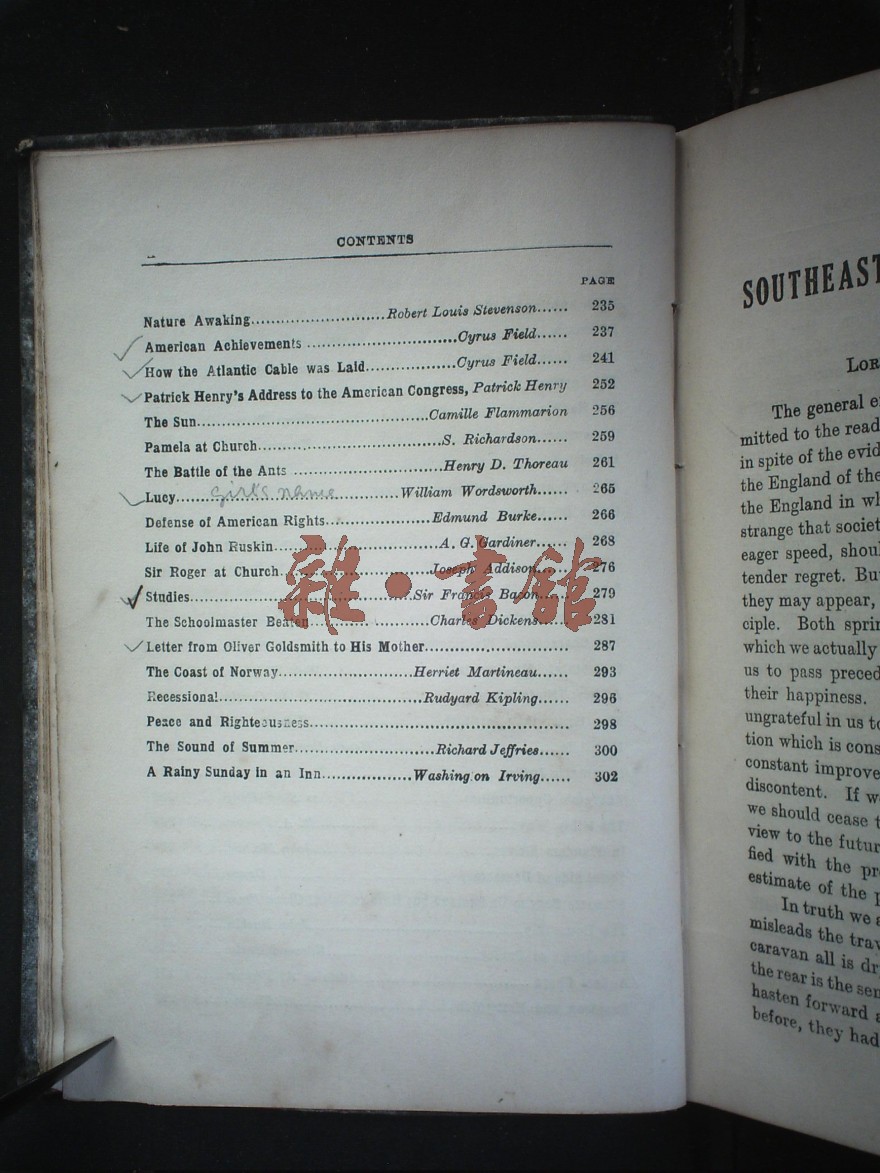 CONTENTS
PAGE
Nature Awaking........................Robert Louis Stevenson...... 235
American Achievements ...........................Cyrus Field...... 237
How the Atlantic Cable was Laid................Cyrus Field...... 241
Patrick Henry's Address to the American Congress, Patrick Henry 252
The Sun.........................................Camille Flammarion 256
Pamela at Church.................................S. Richardson...... 259
The Battle of the Ants ...........................Henry D. Thoreau 261
Lucy....girl's name....William Wordsworth...... 265
Defense of American Rights...................Edmund Burke...... 266
Life of John Ruskin..............................A. G. Gardiner...... 268
Sir Roger at Church...........................Joseph Addison...... 276
Studies........................................Sir Francis Bacon...... 279
The Schoolmaster Beaten...................Charles Dickens...... 281
Letter from Oliver Goldsmith to His Mother......................... 287
The Coast of Norway........................Herriet Martineau...... 293
Recessional....................................Rudyard Kipling...... 296
Peace and Righteousness.............................................. 298
The Sound of Summer.........................Richard Jeffries...... 300
A Rainy Sunday in an Inn................Washing on Irving...... 302
雜·書館
SOUTHEAST
LOR
The general e
mitted to the read
in spite of the evid
the England of the
the England in wh
strange that societ
eager speed, shoul
tender regret. Bu
they may appear,
ciple. Both sprin
which we actually
us to pass preced
their happiness.
ungrateful in us to
tion which is cons
constant improve
discontent. If w
we should cease t
view to the futur
fied with the pr
estimate of the p
In truth we a
misleads the trav
caravan all is dr
the rear is the sem
hasten forward a
before, they had